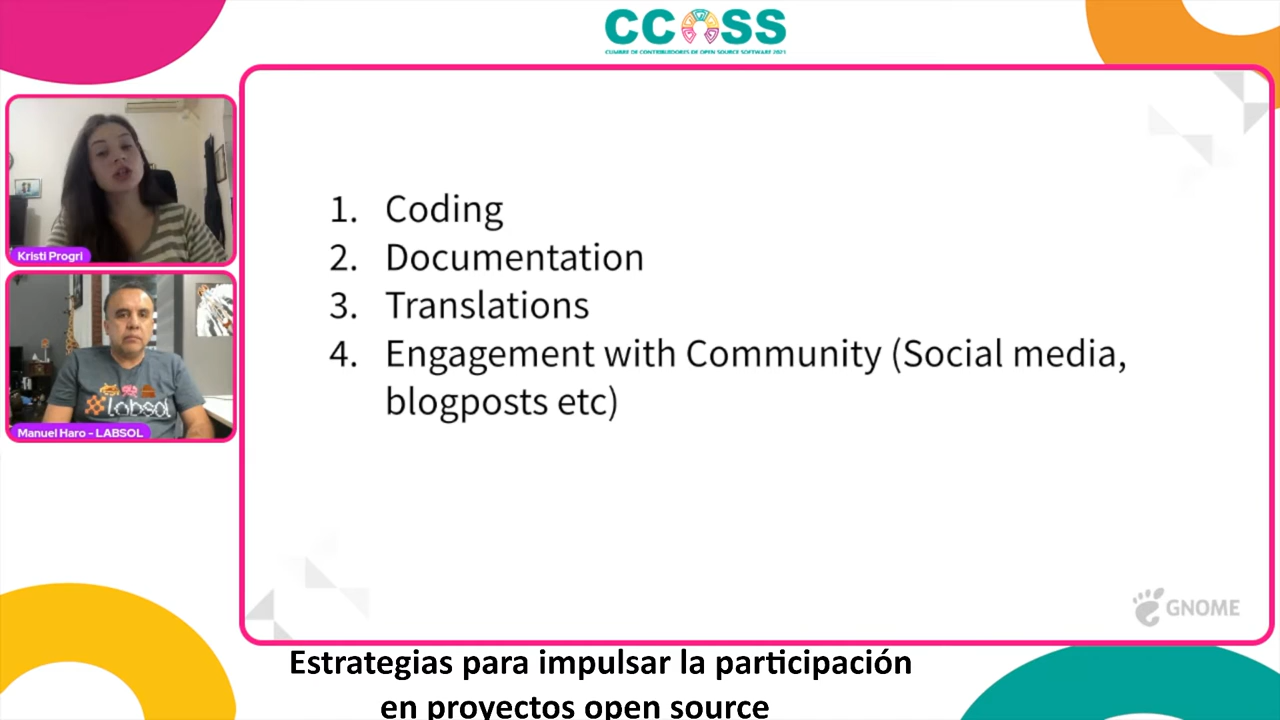 CCOSS
CUMBRE DE CONTRIBUIDORES DE OPEN SOURCE SOFTWARE 2021
Kristi Progri
labsol
Manuel Haro - LABSOL
1. Coding
2. Documentation
3. Translations
4. Engagement with Community (Social media,
blogposts etc)
GNOME
Estrategias para impulsar la participación
en proyectos open source